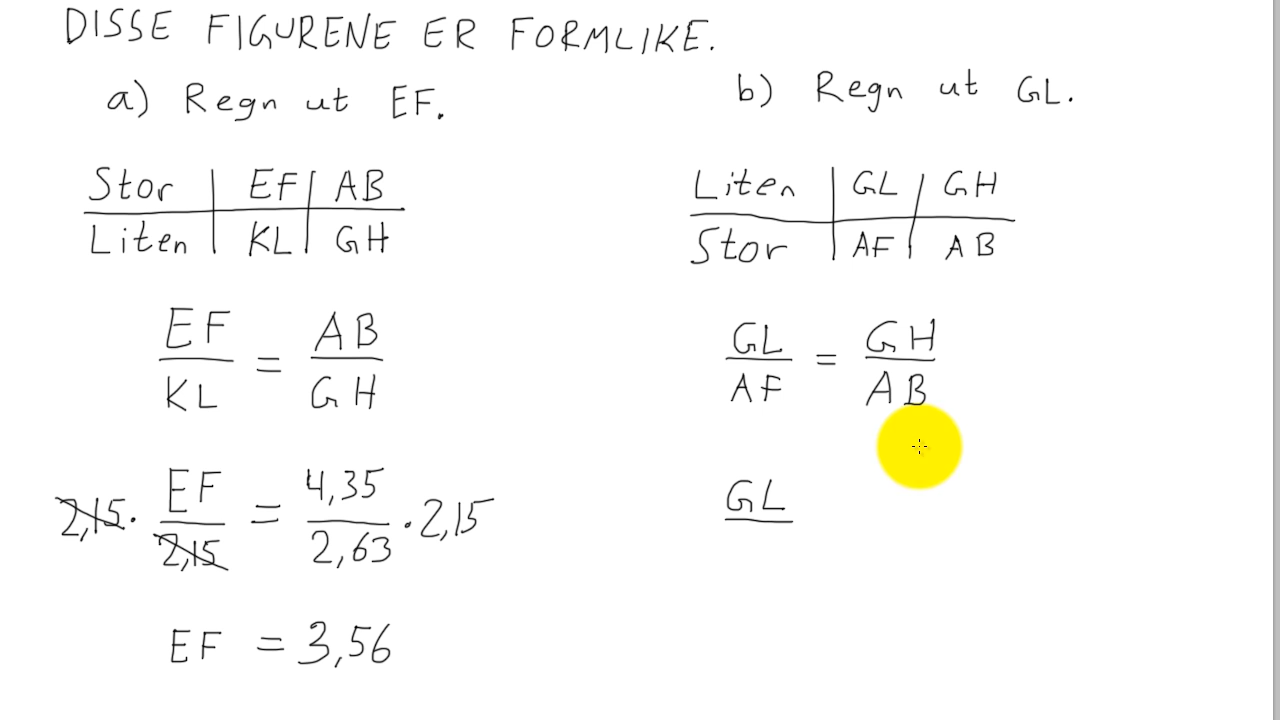 DISSE FIGURENE ER FORMLIKE.
a) Regn ut EF.
Stor | EF | AB
Liten | KL | GH
EF/KL = AB/GH
2,15 · EF/2,15 = 4,35/2,63 · 2,15
EF = 3,56
b) Regn ut GL.
Liten | GL | GH
Stor | AF | AB
GL/AF = GH/AB
GL